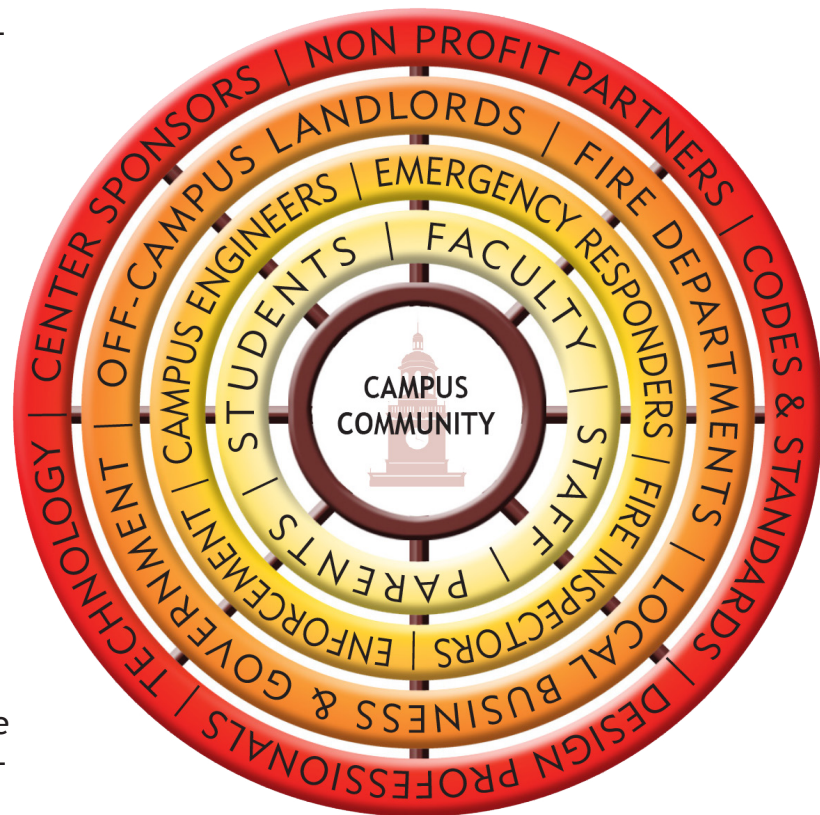 CENTER SPONSORS | NON PROFIT PARTNERS | CODES & STANDARDS | DESIGN PROFESSIONALS | TECHNOLOGY |
OFF-CAMPUS LANDLORDS | FIRE DEPARTMENTS | LOCAL BUSINESS & GOVERNMENT |
CAMPUS ENGINEERS | EMERGENCY RESPONDERS | FIRE INSPECTORS | ENFORCEMENT |
STUDENTS | FACULTY | STAFF | PARENTS |
CAMPUS
COMMUNITY
e